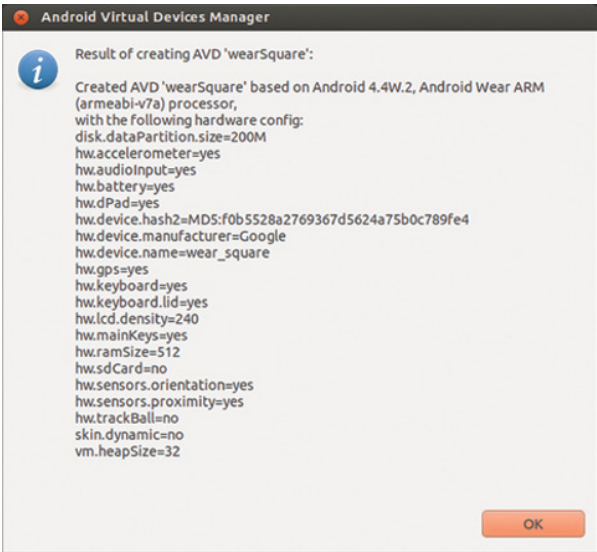 Android Virtual Devices Manager
Result of creating AVD 'wearSquare':
Created AVD 'wearSquare' based on Android 4.4W.2, Android Wear ARM
(armeabi-v7a) processor,
with the following hardware config:
disk.dataPartition.size=200M
hw.accelerometer=yes
hw.audioInput=yes
hw.battery=yes
hw.dPad=yes
hw.device.hash2=MD5:f0b5528a2769367d5624a75b0c789fe4
hw.device.manufacturer=Google
hw.device.name=wear_square
hw.gps=yes
hw.keyboard=yes
hw.keyboard.lid=yes
hw.lcd.density=240
hw.mainKeys=yes
hw.ramSize=512
hw.sdCard=no
hw.sensors.orientation=yes
hw.sensors.proximity=yes
hw.trackBall=no
skin.dynamic=no
vm.heapSize=32
OK